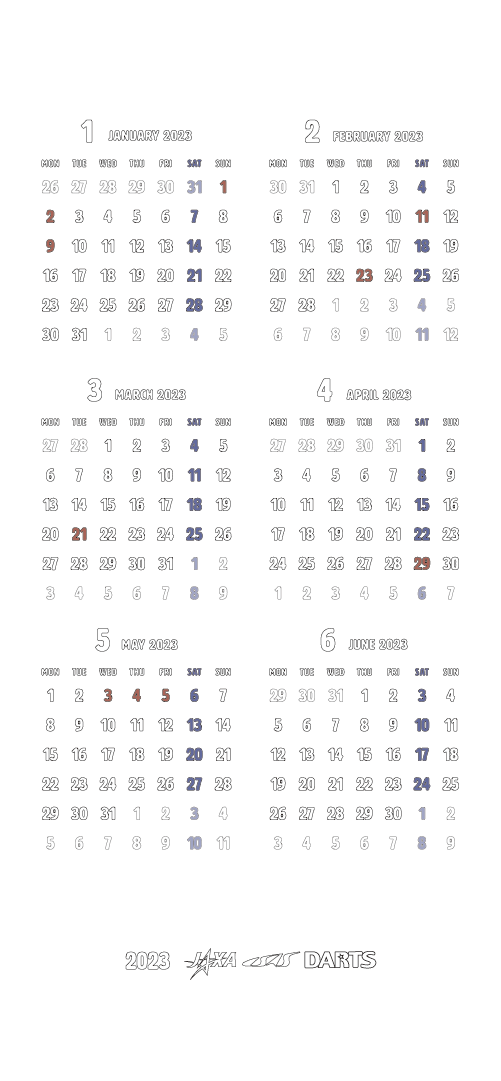 1 JANUARY 2023
MON TUE WED THU FRI SAT SUN
26 27 28 29 30 31 1
2 3 4 5 6 7 8
9 10 11 12 13 14 15
16 17 18 19 20 21 22
23 24 25 26 27 28 29
30 31 1 2 3 4 5
2 FEBRUARY 2023
MON TUE WED THU FRI SAT SUN
30 31 1 2 3 4 5
6 7 8 9 10 11 12
13 14 15 16 17 18 19
20 21 22 23 24 25 26
27 28 1 2 3 4 5
6 7 8 9 10 11 12
3 MARCH 2023
MON TUE WED THU FRI SAT SUN
27 28 1 2 3 4 5
6 7 8 9 10 11 12
13 14 15 16 17 18 19
20 21 22 23 24 25 26
27 28 29 30 31 1 2
3 4 5 6 7 8 9
4 APRIL 2023
MON TUE WED THU FRI SAT SUN
27 28 29 30 31 1 2
3 4 5 6 7 8 9
10 11 12 13 14 15 16
17 18 19 20 21 22 23
24 25 26 27 28 29 30
1 2 3 4 5 6 7
5 MAY 2023
MON TUE WED THU FRI SAT SUN
1 2 3 4 5 6 7
8 9 10 11 12 13 14
15 16 17 18 19 20 21
22 23 24 25 26 27 28
29 30 31 1 2 3 4
5 6 7 8 9 10 11
6 JUNE 2023
MON TUE WED THU FRI SAT SUN
29 30 31 1 2 3 4
5 6 7 8 9 10 11
12 13 14 15 16 17 18
19 20 21 22 23 24 25
26 27 28 29 30 1 2
3 4 5 6 7 8 9
2023 JAXA ISAS DARTS